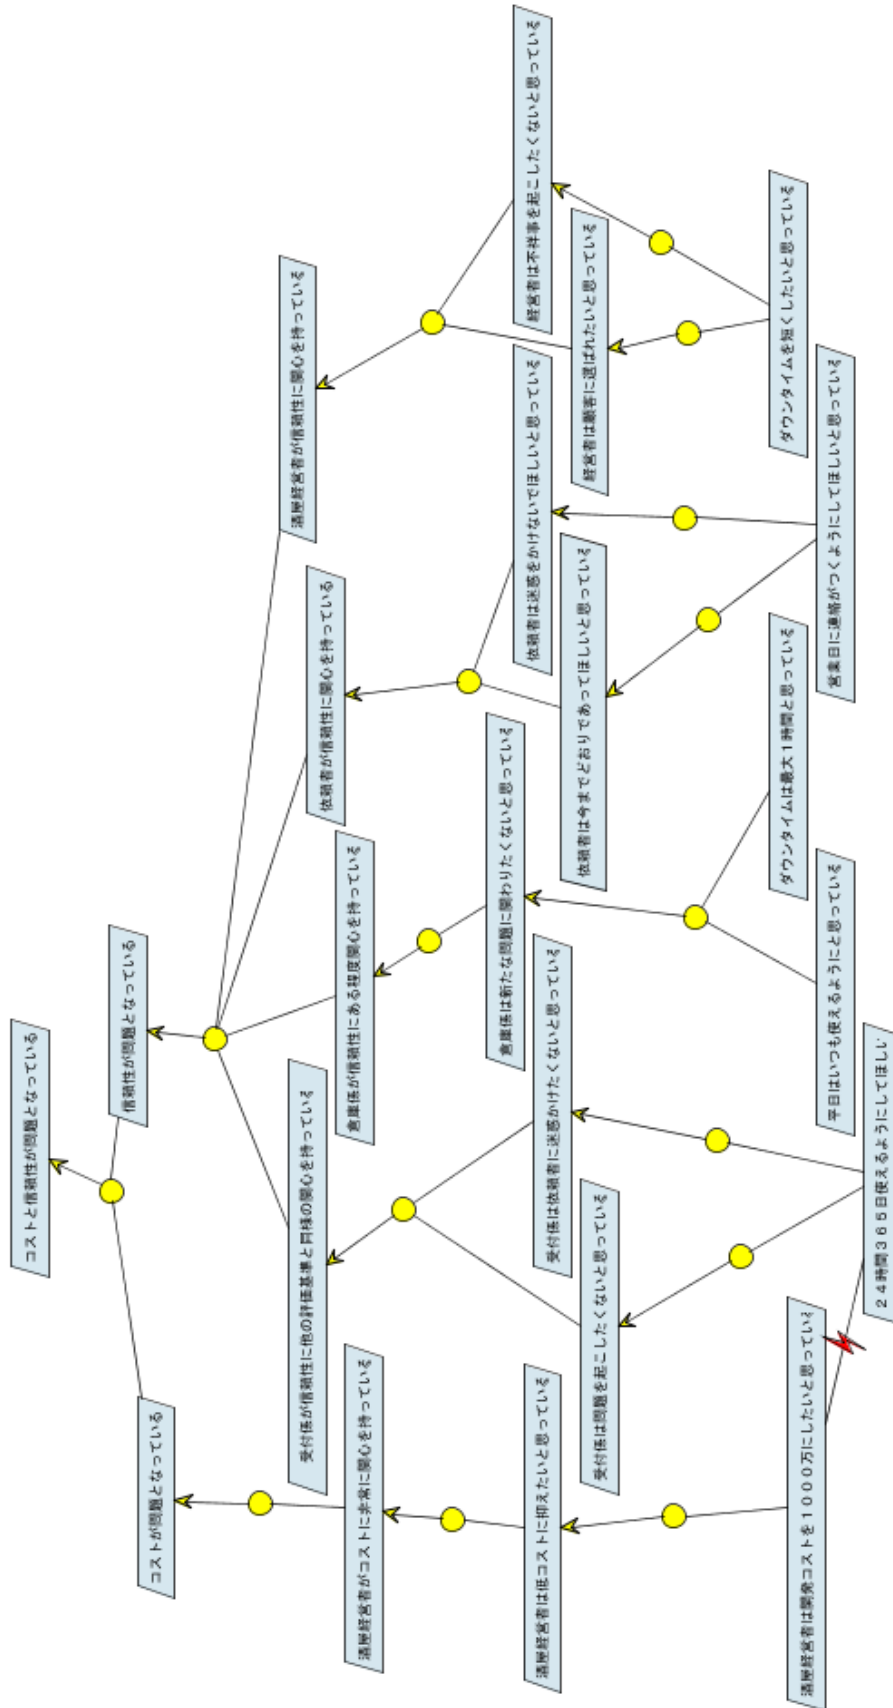 コストと信頼性が問題となっている
コストが問題となっている
信頼性が問題となっている
酒屋経営者がコストに非常に関心を持っている
受付係が信頼性に他の評価基準と同様の関心を持っている
倉庫係が信頼性にある程度関心を持っている
依頼者が信頼性に関心を持っている
酒屋経営者が信頼性に関心を持っている
酒屋経営者は低コストに抑えたいと思っている
受付係は問題を起こしたくないと思っている
受付係は依頼者に迷惑かけたくないと思っている
倉庫係は新たな問題に関わりたくないと思っている
依頼者は今までどおりであってほしいと思っている
依頼者は迷惑をかけないでほしいと思っている
経営者は顧客に選ばれたいと思っている
経営者は不祥事を起こしたくないと思っている
酒屋経営者は開発コストを１０００万にしたいと思ってい
２４時間３６５日使えるようにしてほしい
平日はいつも使えるようにと思っている
ダウンタイムは最大１時間と思っている
営業日に連絡がつくようにしてほしいと思っている
ダウンタイムを短くしたいと思っている